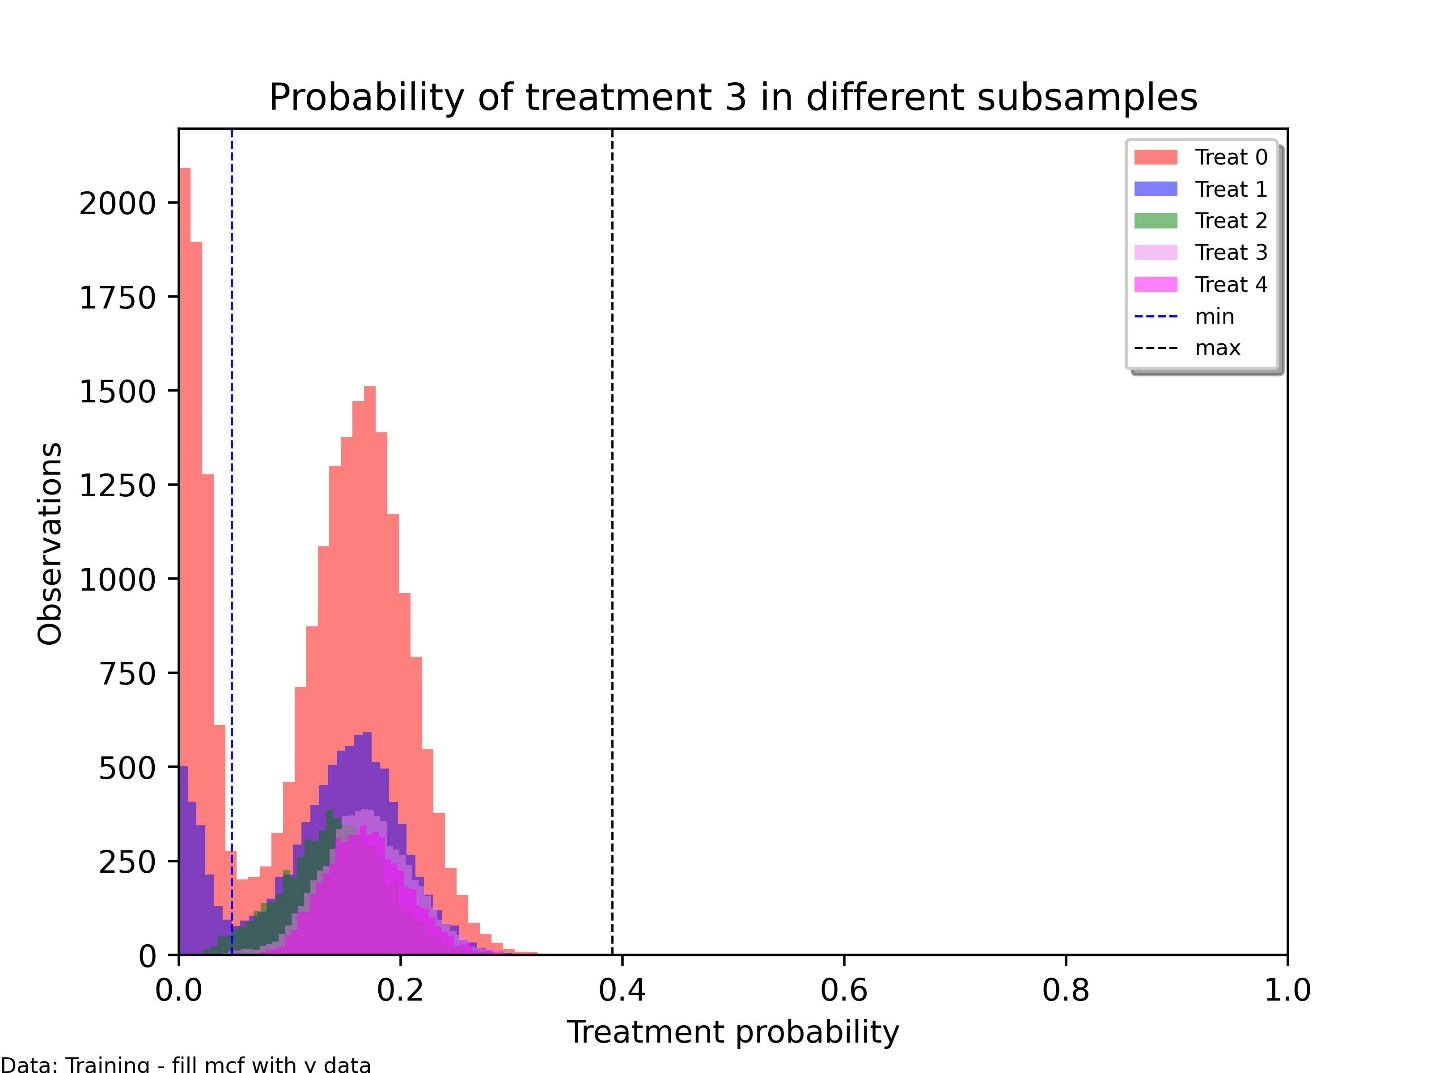 Probability of treatment 3 in different subsamples
Treat 0
Treat 1
Treat 2
Treat 3
Treat 4
min
max
2000
1750
1500
1250
1000
750
500
250
0
Observations
0.0 0.2 0.4 0.6 0.8 1.0
Treatment probability
Data: Training - fill mcf with y data